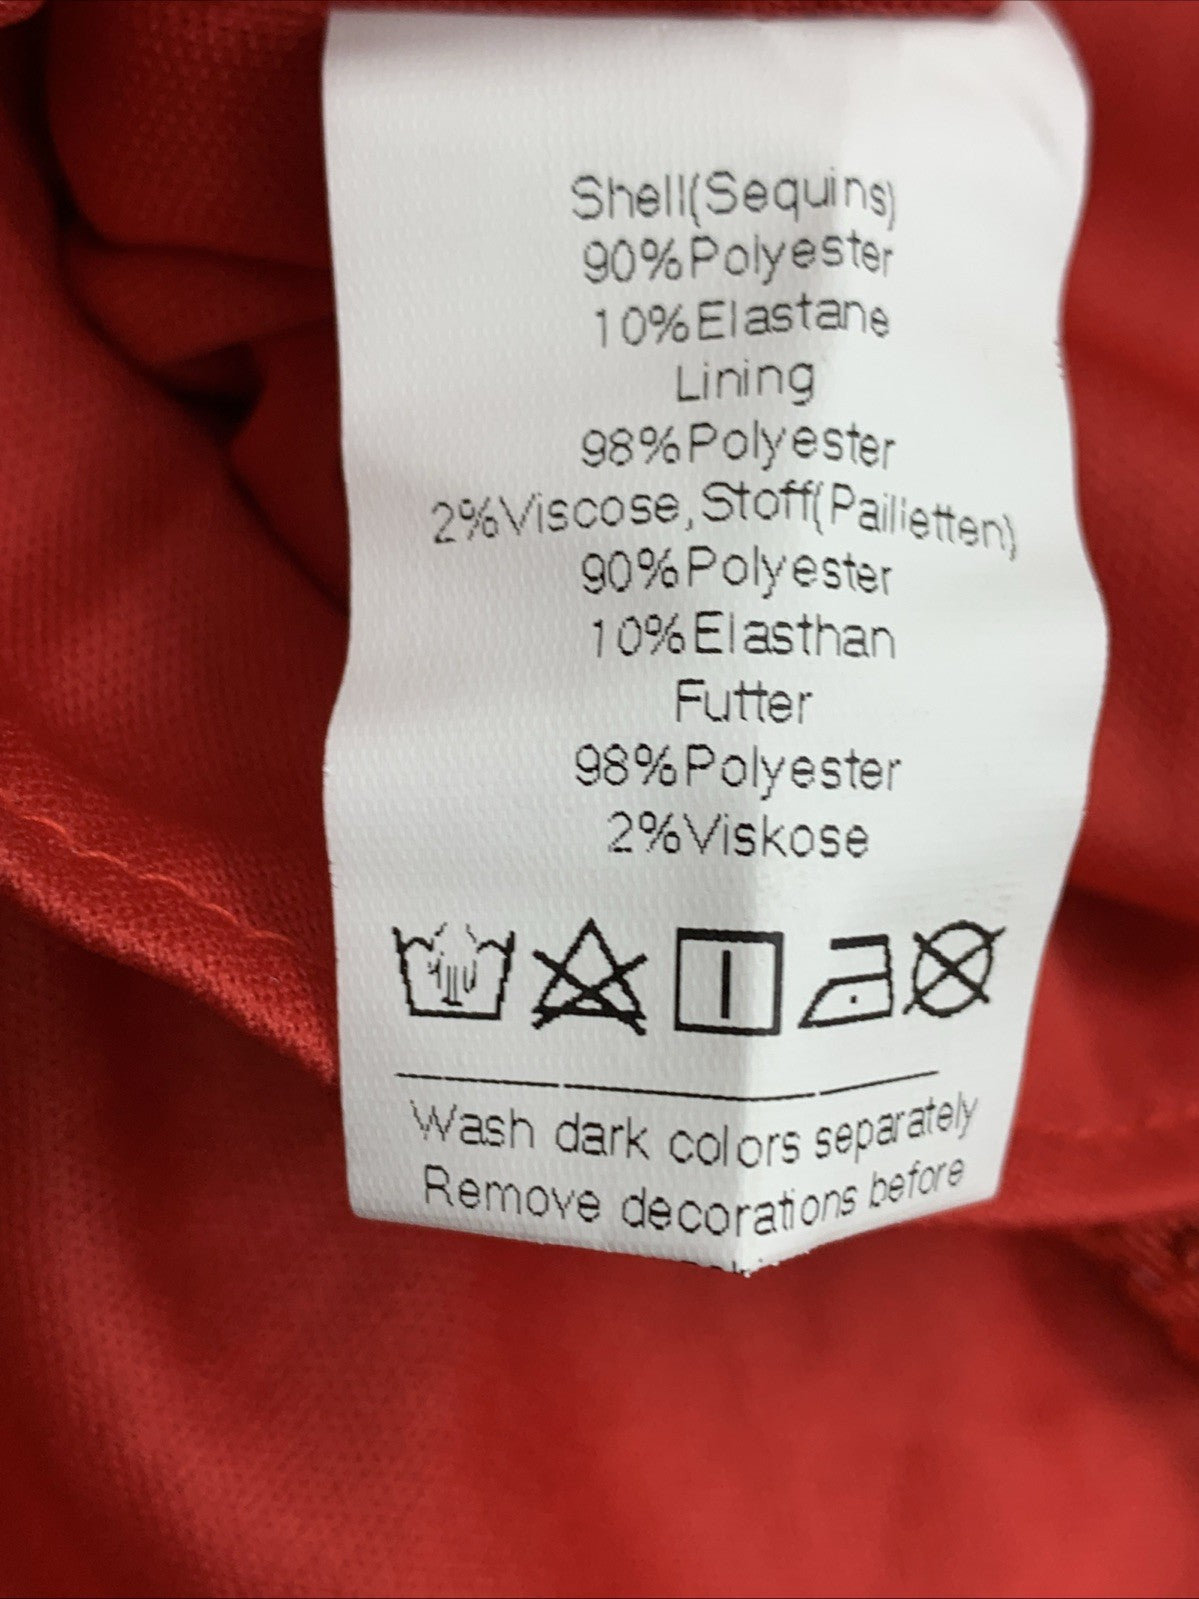 Shell(Sequins)
90%Polyester
10%Elastane
Lining
98%Polyester
2%Viscose,Stoff(Pailietten)
90%Polyester
10%Elasthan
Futter
98%Polyester
2%Viskose
Wash dark colors separately
Remove decorations before